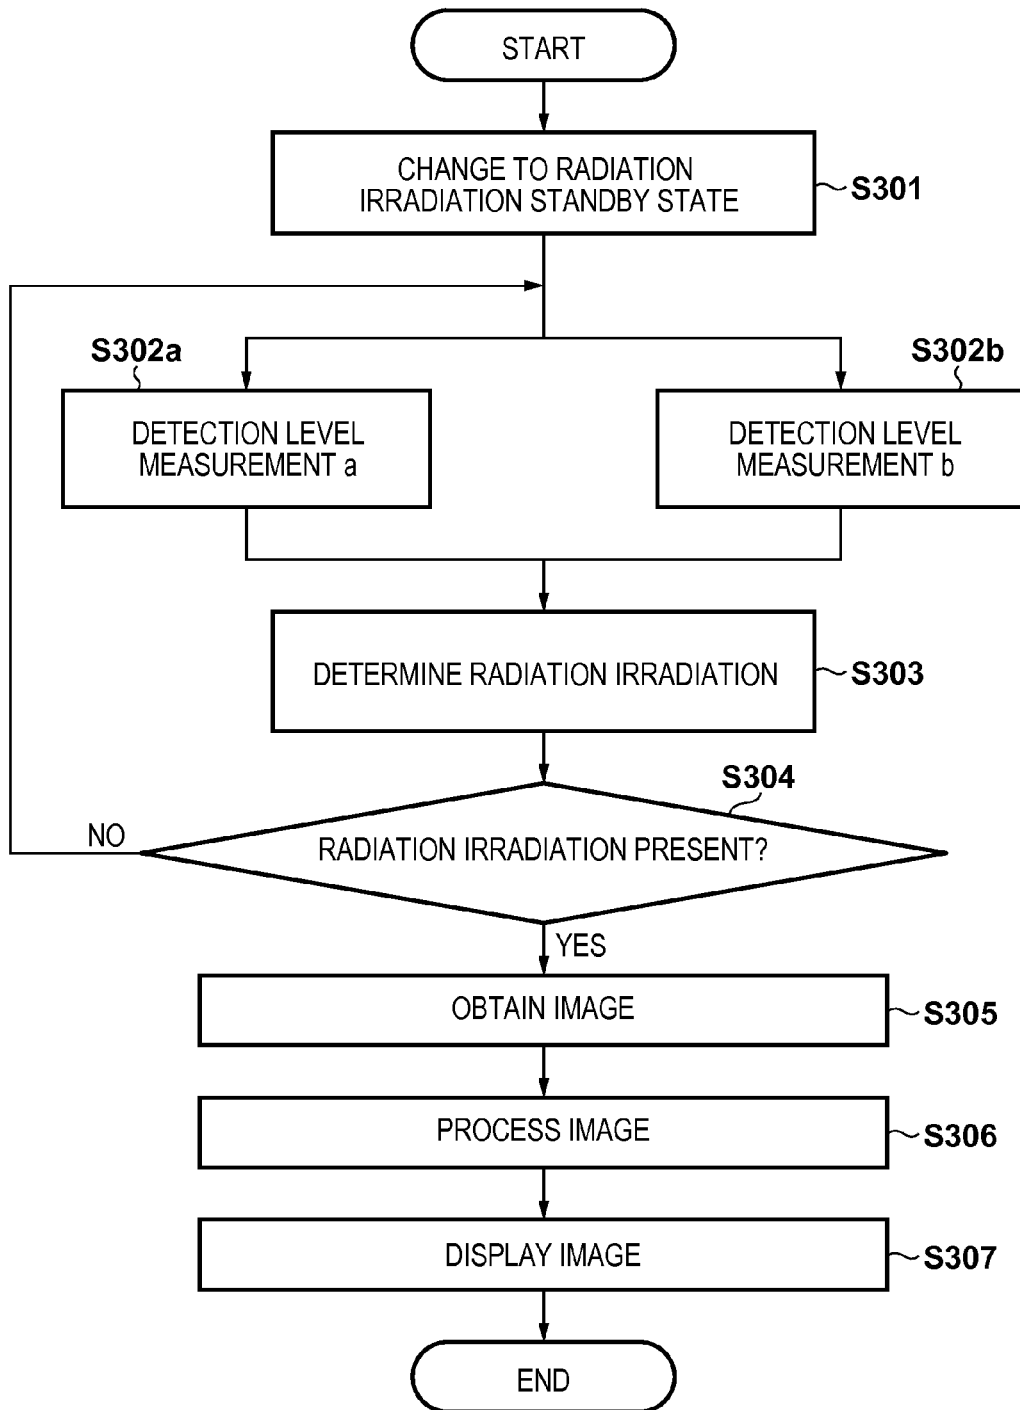 START
CHANGE TO RADIATION
IRRADIATION STANDBY STATE
S301
S302a
S302b
DETECTION LEVEL
MEASUREMENT a
DETECTION LEVEL
MEASUREMENT b
DETERMINE RADIATION IRRADIATION
S303
S304
NO
RADIATION IRRADIATION PRESENT?
YES
OBTAIN IMAGE
S305
PROCESS IMAGE
S306
DISPLAY IMAGE
S307
END